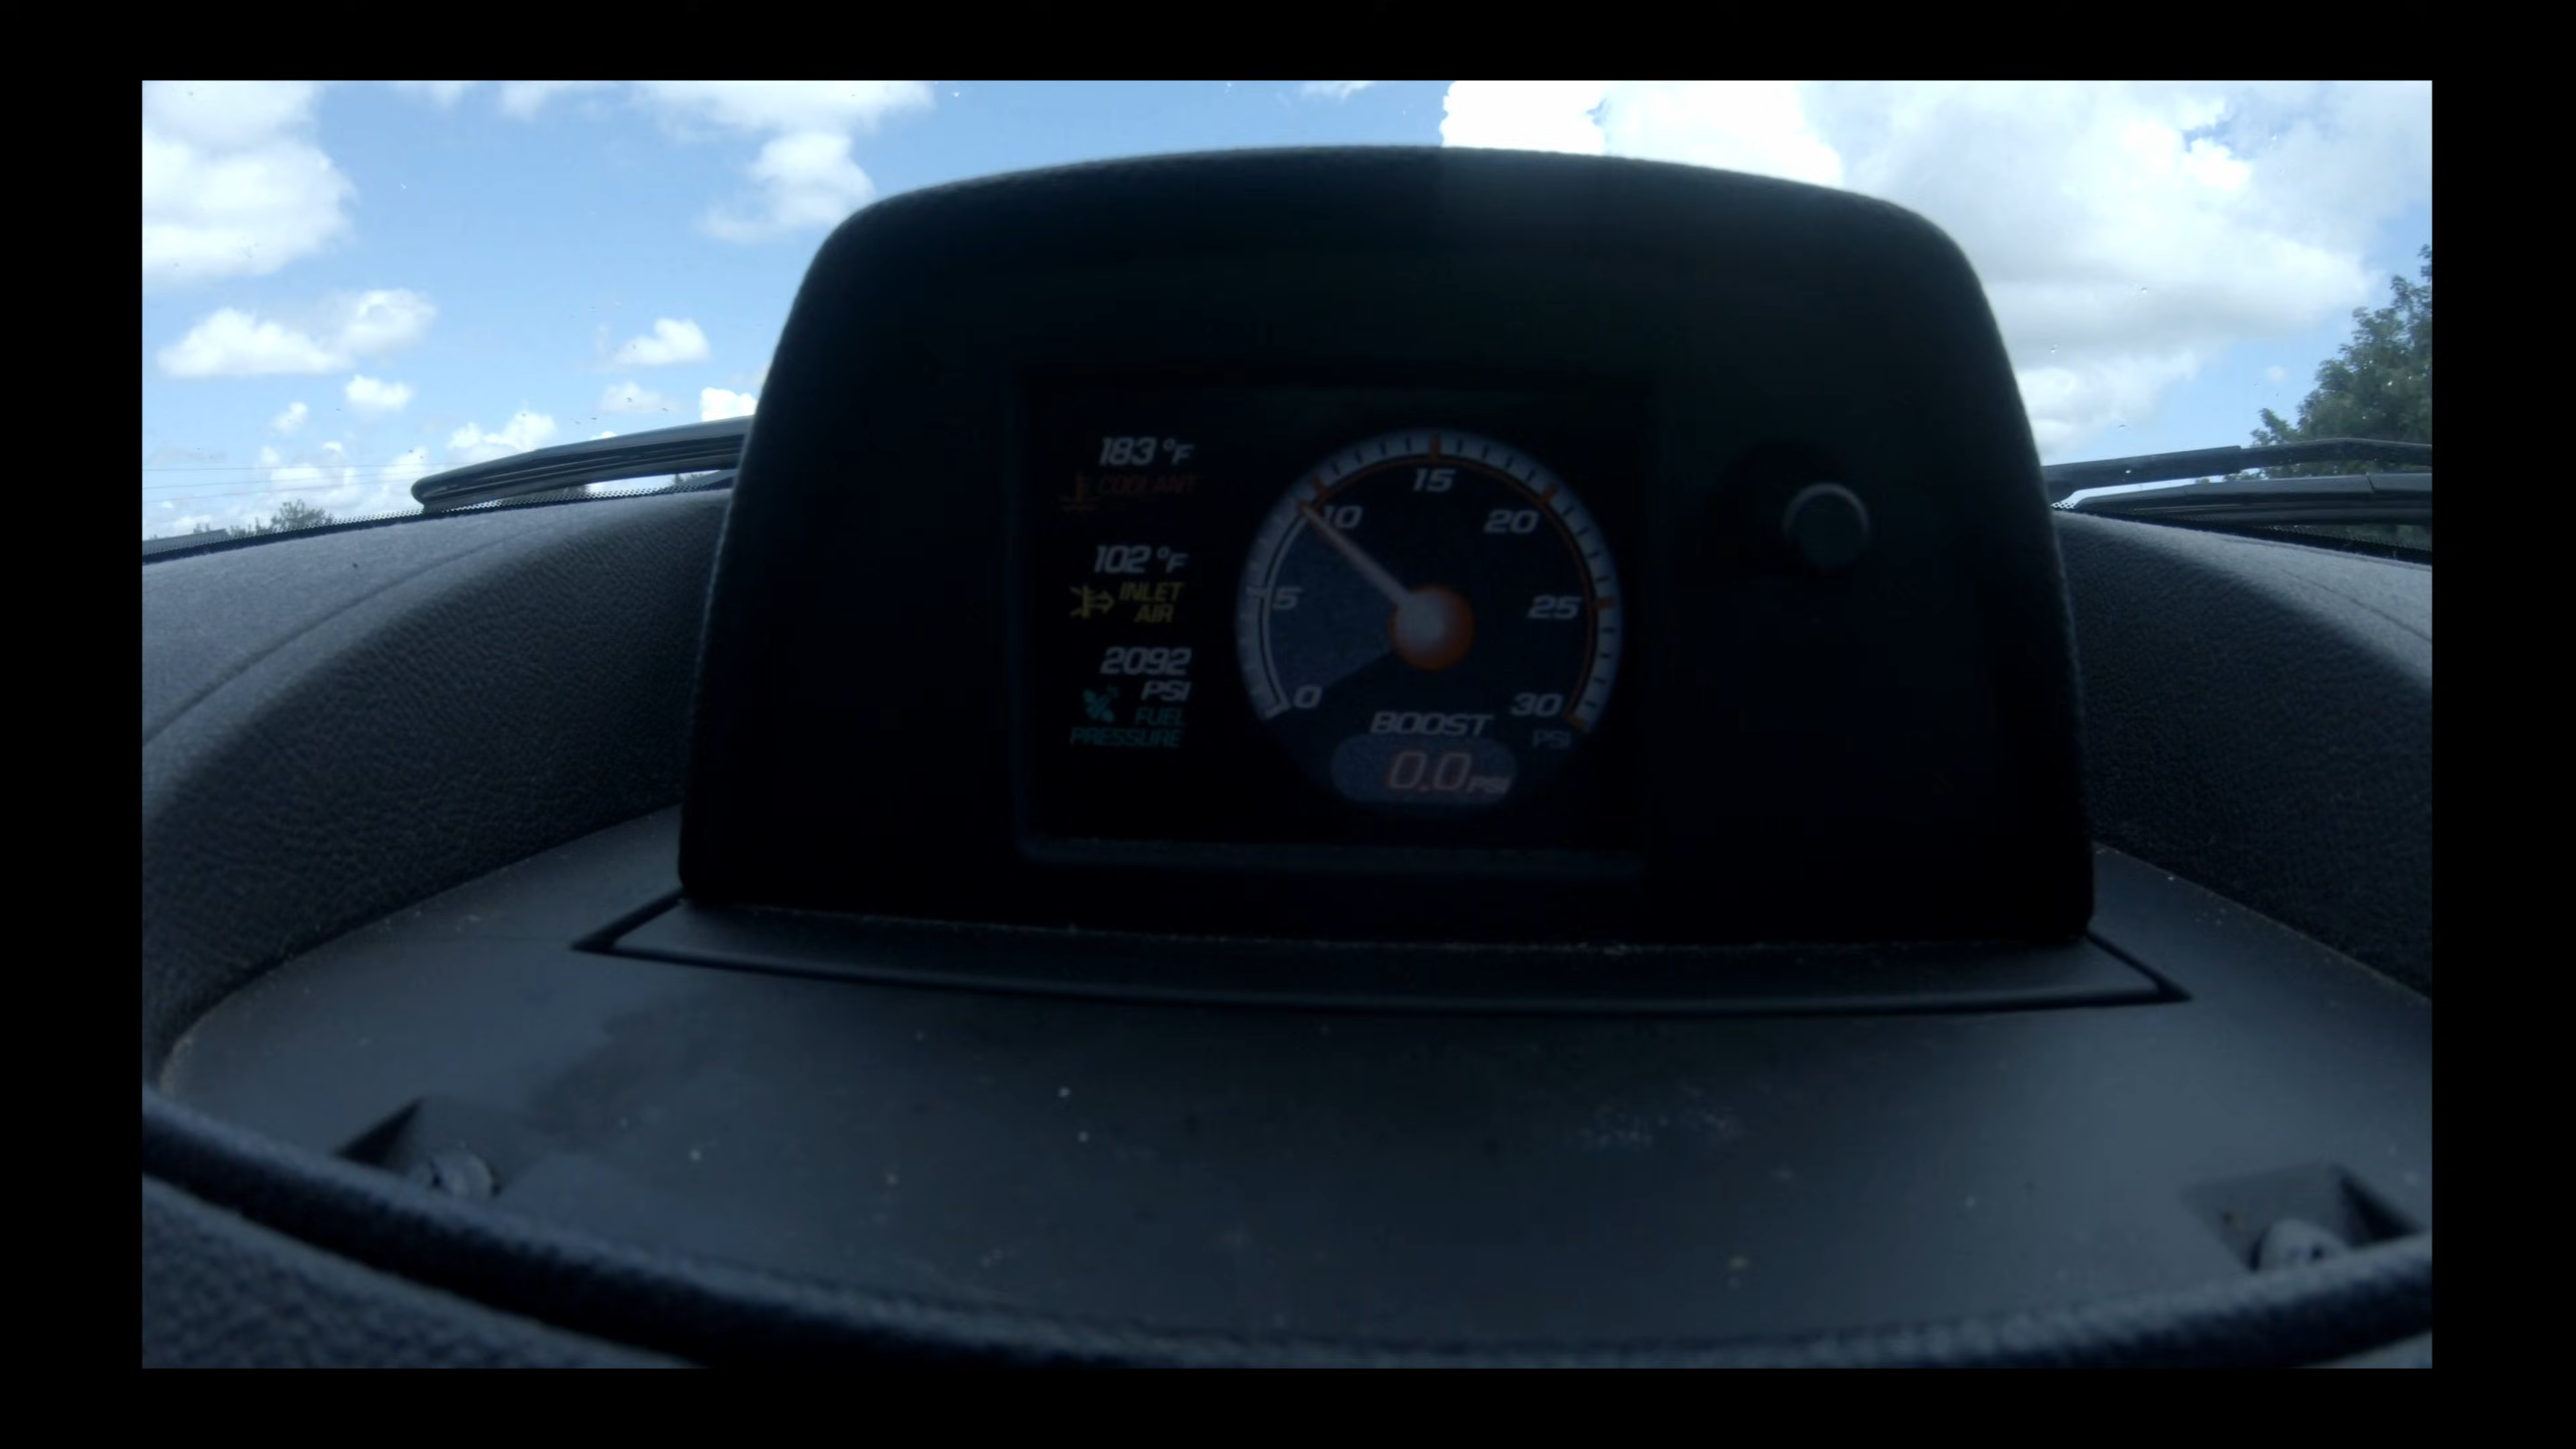 183 °F
COOLANT
102 °F
INLET
AIR
2092
PSI
FUEL
PRESSURE
0
5
10
15
20
25
30
BOOST
PSI
0.0 PSI